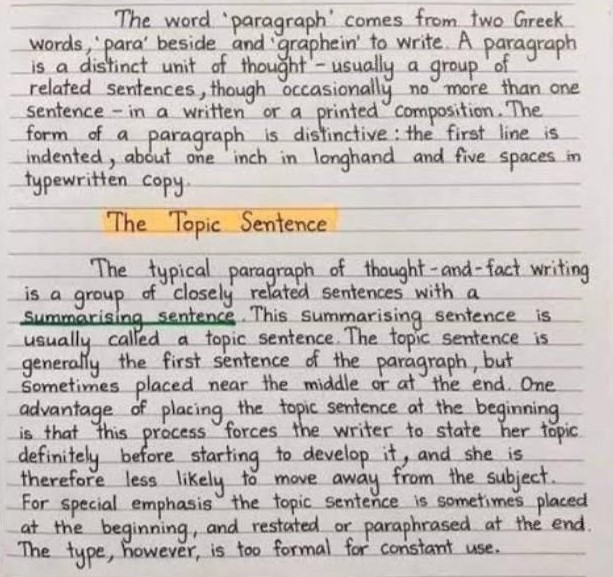 The word 'paragraph' comes from two Greek
words, 'para' beside and 'graphein' to write. A paragraph
is a distinct unit of thought - usually a group of
related sentences, though occasionally no more than one
sentence - in a written or a printed composition. The
form of a paragraph is distinctive : the first line is
indented, about one inch in longhand and five spaces in
typewritten copy.
The Topic Sentence
The typical paragraph of thought-and-fact writing
is a group of closely related sentences with a
summarising sentence. This summarising sentence is
usually called a topic sentence. The topic sentence is
generally the first sentence of the paragraph, but
sometimes placed near the middle or at the end. One
advantage of placing the topic sentence at the beginning
is that this process forces the writer to state her topic
definitely before starting to develop it, and she is
therefore less likely to move away from the subject.
For special emphasis the topic sentence is sometimes placed
at the beginning, and restated or paraphrased at the end.
The type, however, is too formal for constant use.